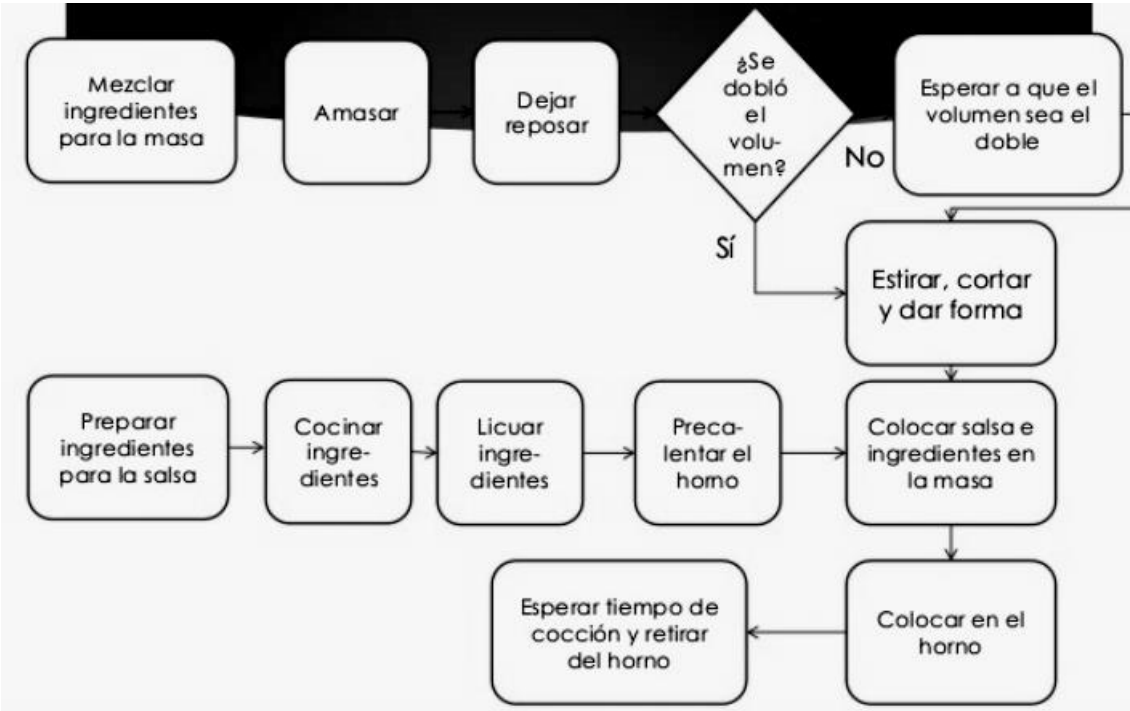 Mezclar
ingredientes
para la masa
Amasar
Dejar
reposar
¿Se
dobló
el
volu-
men?
No
Esperar a que el
volumen sea el
doble
Sí
Estirar, cortar
y dar forma
Preparar
ingredientes
para la salsa
Cocinar
ingre-
dientes
Licuar
ingre-
dientes
Preca-
lentar el
horno
Colocar salsa e
ingredientes en
la masa
Esperar tiempo de
cocción y retirar
del horno
Colocar en el
horno